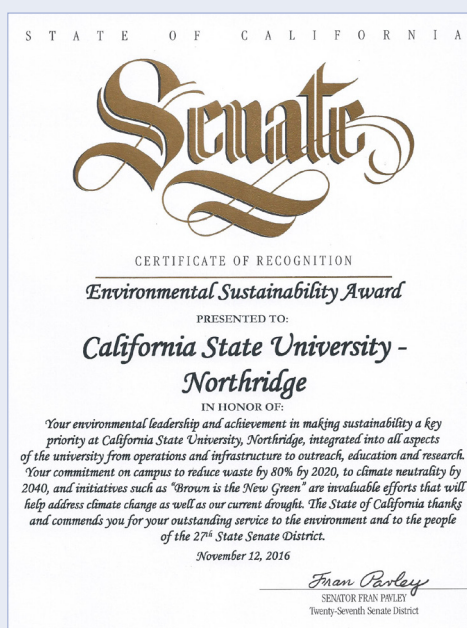 STATE OF CALIFORNIA
Senate
CERTIFICATE OF RECOGNITION
Environmental Sustainability Award
PRESENTED TO:
California State University -
Northridge
IN HONOR OF:
Your environmental leadership and achievement in making sustainability a key
priority at California State University, Northridge, integrated into all aspects
of the university from operations and infrastructure to outreach, education and research.
Your commitment on campus to reduce waste by 80% by 2020, to climate neutrality by
2040, and initiatives such as "Brown is the New Green" are invaluable efforts that will
help address climate change as well as our current drought. The State of California thanks
and commends you for your outstanding service to the environment and to the people
of the 27th State Senate District.
November 12, 2016
Fran Pavley
SENATOR FRAN PAVLEY
Twenty-Seventh Senate District